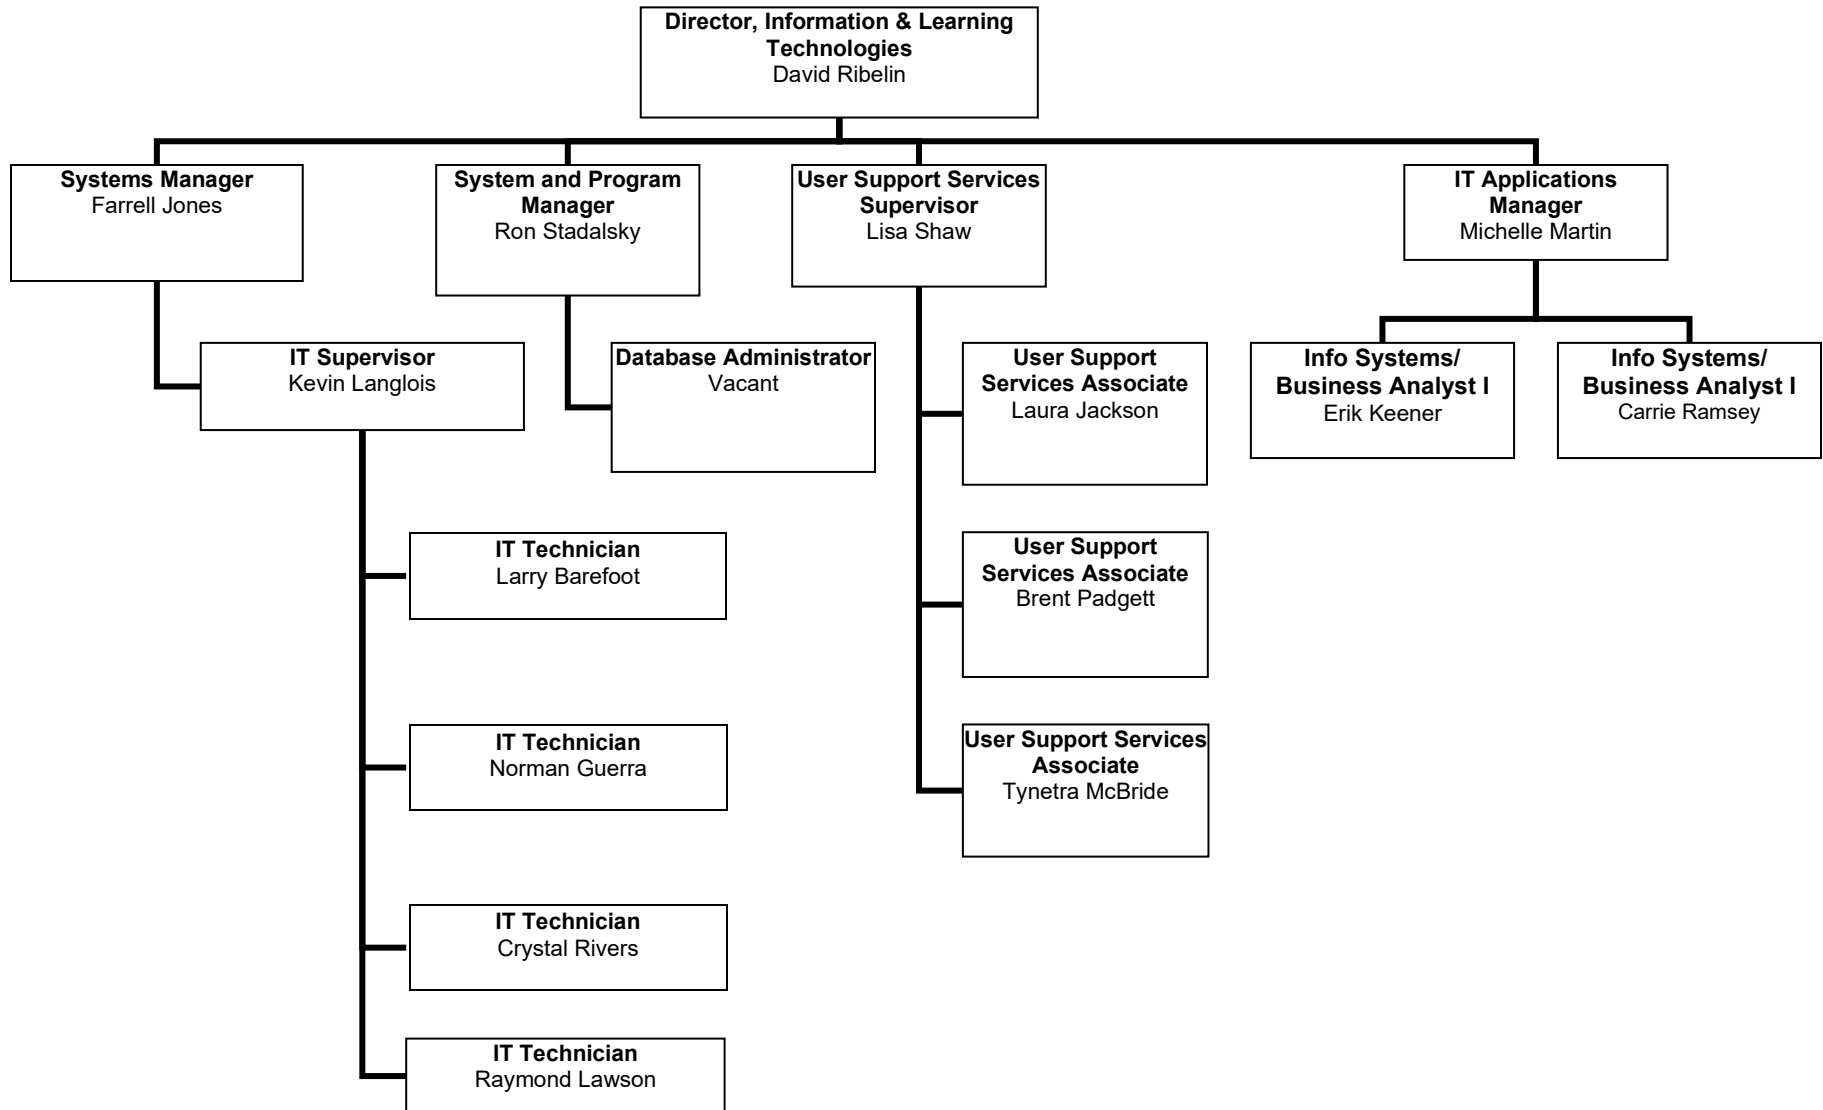 Director, Information & Learning
Technologies
David Ribelin
Systems Manager
Farrell Jones
System and Program
Manager
Ron Stadalsky
User Support Services
Supervisor
Lisa Shaw
IT Applications
Manager
Michelle Martin
IT Supervisor
Kevin Langlois
Database Administrator
Vacant
User Support
Services Associate
Laura Jackson
Info Systems/
Business Analyst I
Erik Keener
Info Systems/
Business Analyst I
Carrie Ramsey
IT Technician
Larry Barefoot
User Support
Services Associate
Brent Padgett
IT Technician
Norman Guerra
User Support Services
Associate
Tynetra McBride
IT Technician
Crystal Rivers
IT Technician
Raymond Lawson